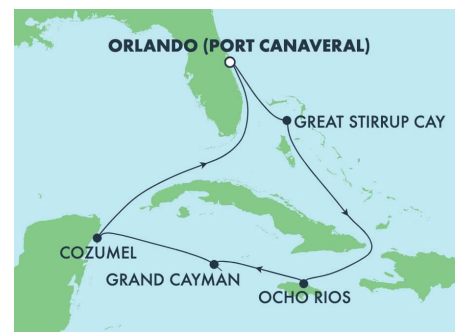 ORLANDO (PORT CANAVERAL)
GREAT STIRRUP CAY
COZUMEL
GRAND CAYMAN
OCHO RIOS